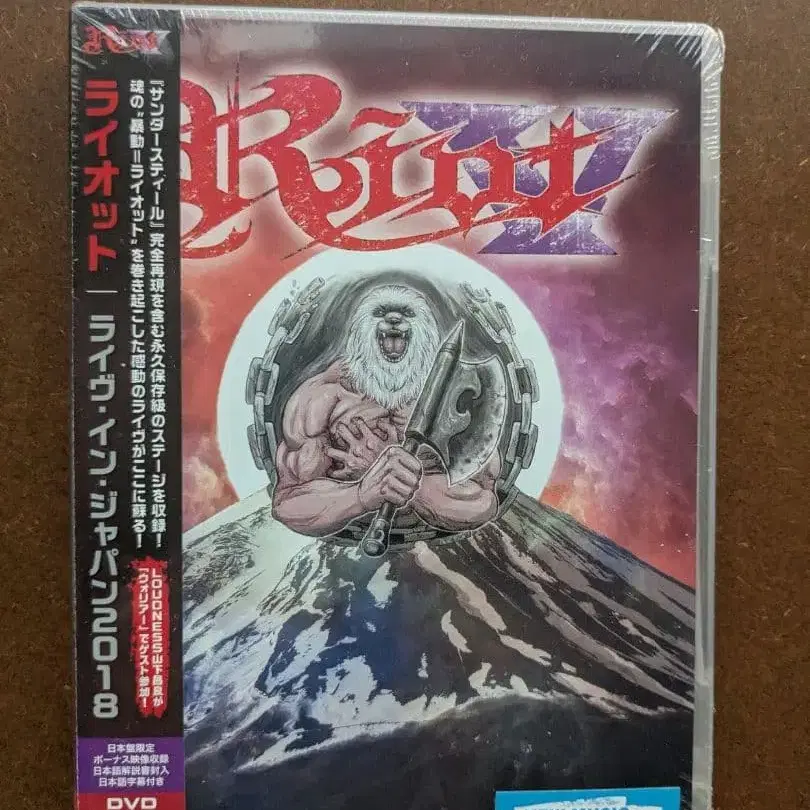 Riot
ライオット｜ライヴ・イン・ジャパン2018
『サンダースティール』完全再現を含む永久保存級のステージを収録！
魂の"暴動=ライオット"を巻き起こした感動のライヴがここに蘇る！
LOUDNESS山下昌良が
「ウォリアー」でゲスト参加！
日本盤限定
ボーナス映像収録
日本語解説書封入
日本語字幕付き
DVD
Riot V